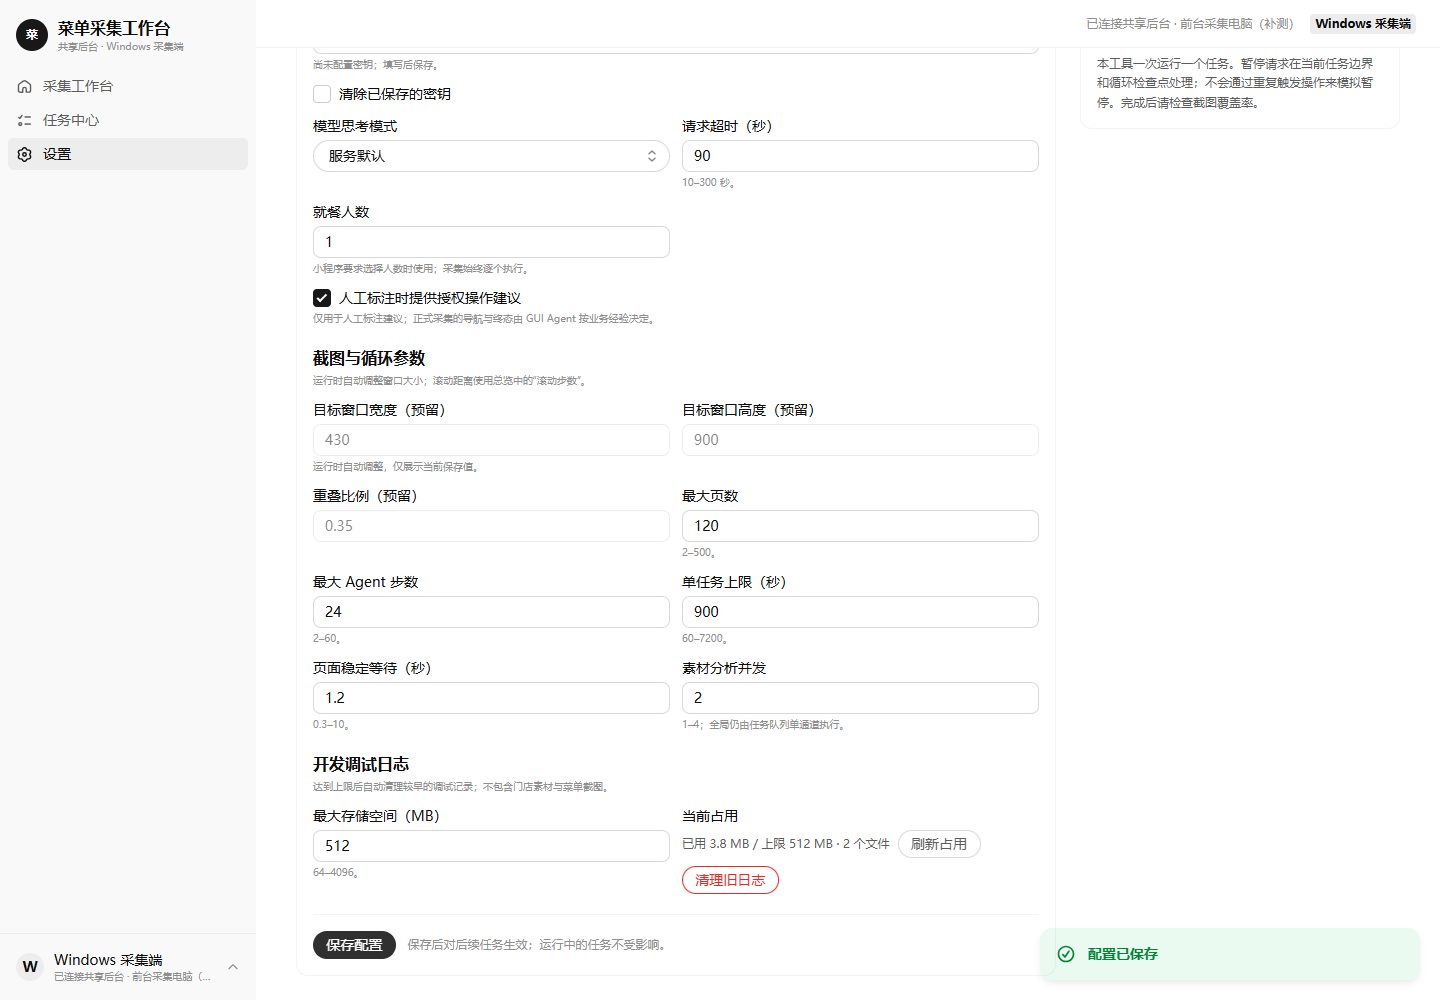 菜
菜单采集工作台
共享后台 · Windows 采集端
采集工作台
任务中心
设置
已连接共享后台 · 前台采集电脑（补测）
Windows 采集端
尚未配置密钥；填写后保存。
清除已保存的密钥
模型思考模式
请求超时（秒）
服务默认
90
10–300 秒。
就餐人数
1
小程序要求选择人数时使用；采集始终逐个执行。
人工标注时提供授权操作建议
仅用于人工标注建议；正式采集的导航与终态由 GUI Agent 按业务经验决定。
截图与循环参数
运行时自动调整窗口大小；滚动距离使用总览中的“滚动步数”。
目标窗口宽度（预留）
目标窗口高度（预留）
430
900
运行时自动调整，仅展示当前保存值。
重叠比例（预留）
最大页数
0.35
120
2–500。
最大 Agent 步数
单任务上限（秒）
24
900
2–60。
60–7200。
页面稳定等待（秒）
素材分析并发
1.2
2
0.3–10。
1–4；全局仍由任务队列单通道执行。
开发调试日志
达到上限后自动清理较早的调试记录；不包含门店素材与菜单截图。
最大存储空间（MB）
当前占用
512
已用 3.8 MB / 上限 512 MB · 2 个文件
刷新占用
64–4096。
清理旧日志
保存配置
保存后对后续任务生效；运行中的任务不受影响。
本工具一次运行一个任务。暂停请求在当前任务边界
和循环检查点处理；不会通过重复触发操作来模拟暂
停。完成后请检查截图覆盖率。
W
Windows 采集端
已连接共享后台 · 前台采集电脑（...
配置已保存